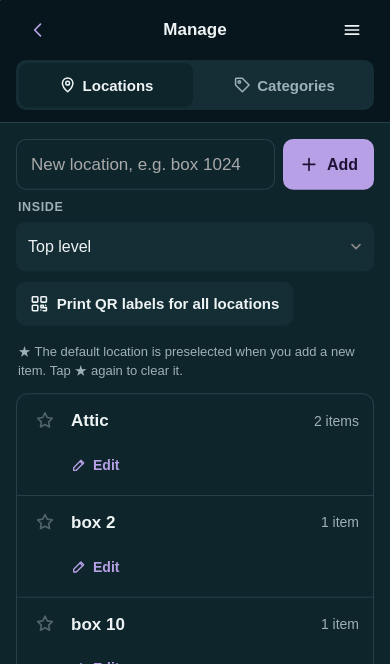 Manage
Locations
Categories
New location, e.g. box 1024
Add
INSIDE
Top level
Print QR labels for all locations
★ The default location is preselected when you add a new
item. Tap ★ again to clear it.
Attic
2 items
Edit
box 2
1 item
Edit
box 10
1 item
Edit